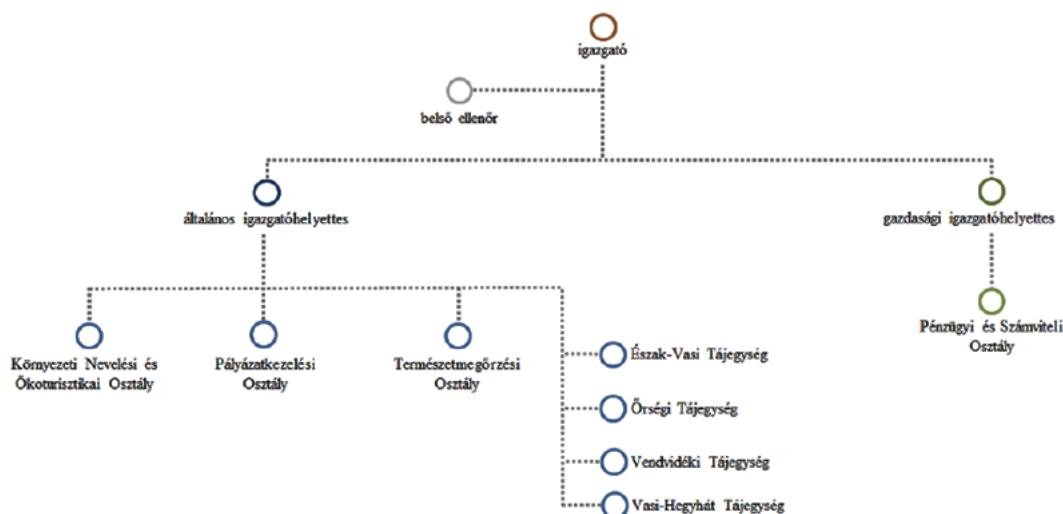 igazgató
belső ellenőr
általános igazgatóhelyettes
gazdasági igazgatóhelyettes
Környezeti Nevelési és
Ökoturisztikai Osztály
Pályázatkezelési
Osztály
Természetmegőrzési
Osztály
Pénzügyi és Számviteli
Osztály
Észak-Vasi Tájegység
Őrségi Tájegység
Vendvidéki Tájegység
Vasi-Hegyhát Tájegység